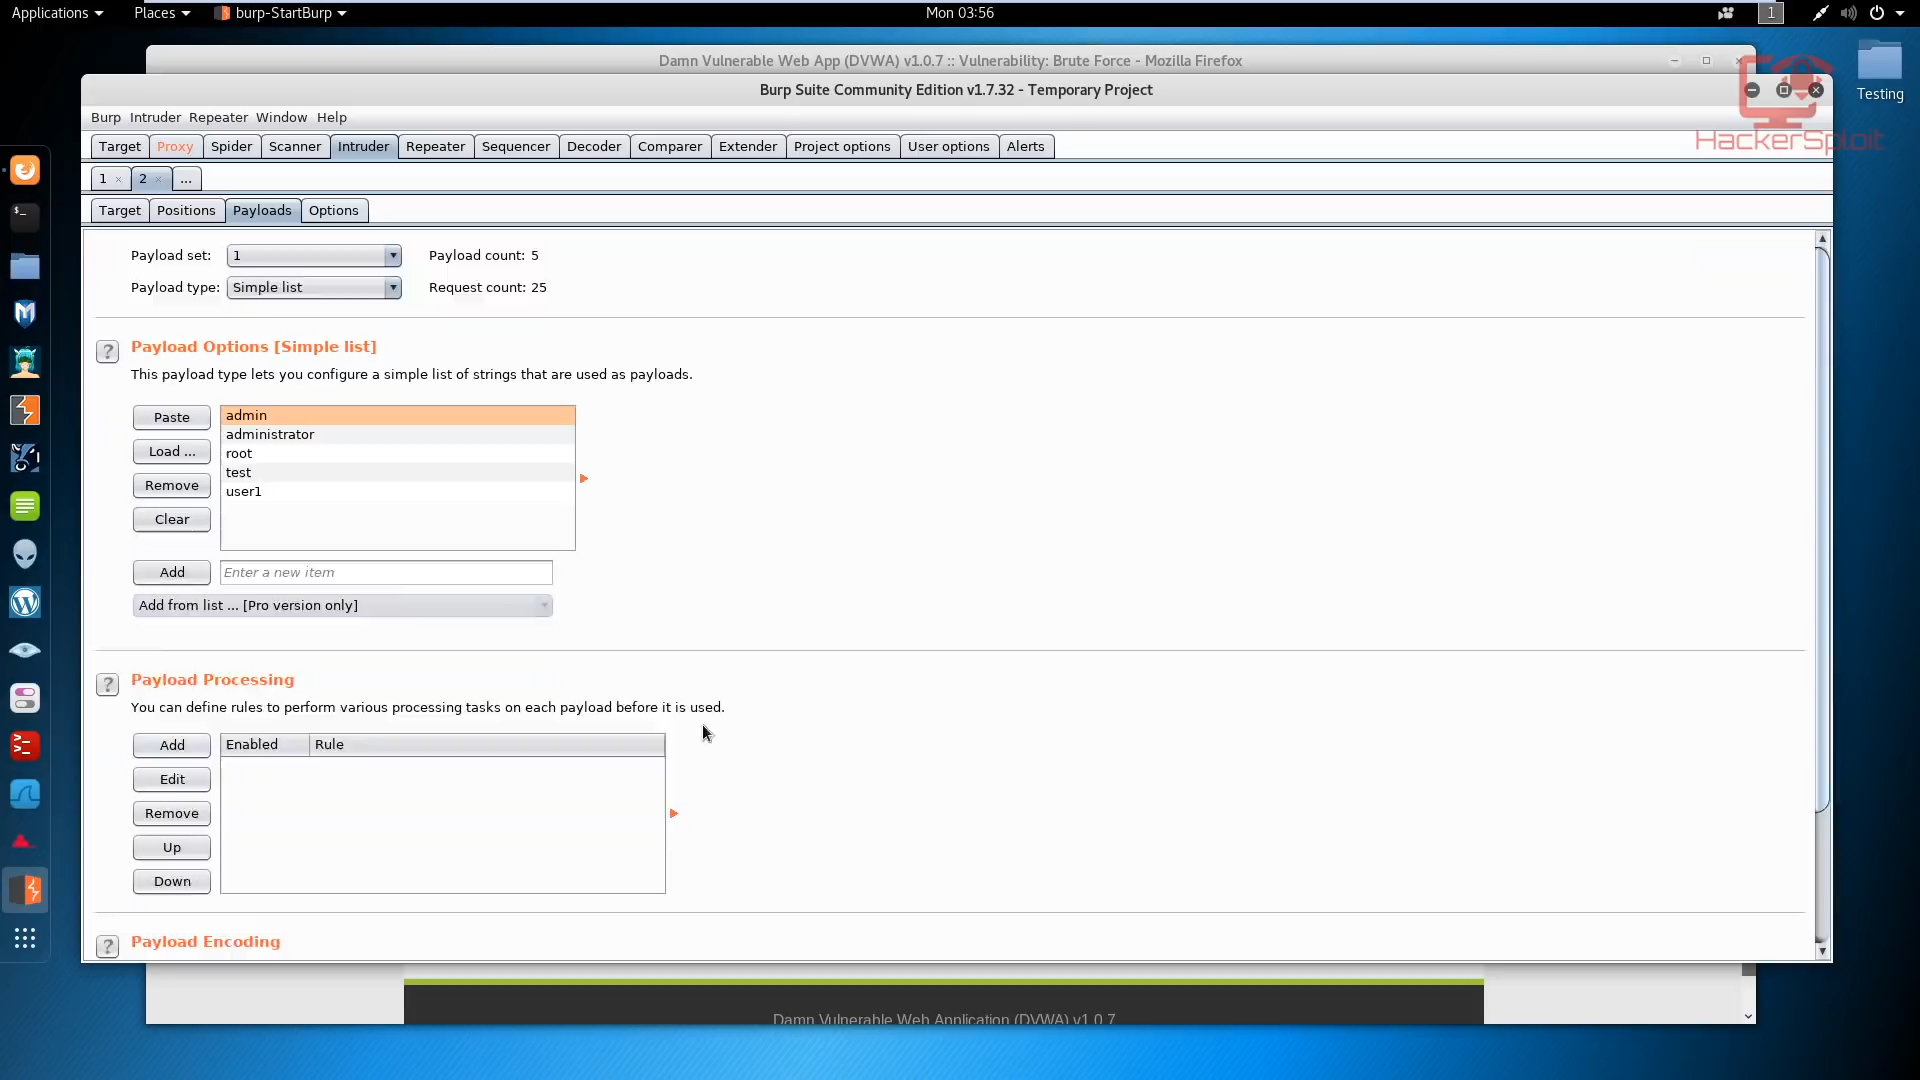 Applications Places burp-StartBurp Mon 03:56 1
Damn Vulnerable Web App (DVWA) v1.0.7 :: Vulnerability: Brute Force - Mozilla Firefox
Burp Suite Community Edition v1.7.32 - Temporary Project
Testing
HackerSploit
Burp Intruder Repeater Window Help
Target Proxy Spider Scanner Intruder Repeater Sequencer Decoder Comparer Extender Project options User options Alerts
1 × 2 × ...
Target Positions Payloads Options
Payload set: 1 Payload count: 5
Payload type: Simple list Request count: 25
? Payload Options [Simple list]
This payload type lets you configure a simple list of strings that are used as payloads.
Paste
Load ...
Remove
Clear
admin
administrator
root
test
user1
Add Enter a new item
Add from list ... [Pro version only]
? Payload Processing
You can define rules to perform various processing tasks on each payload before it is used.
Add
Edit
Remove
Up
Down
Enabled Rule
? Payload Encoding
Damn Vulnerable Web Application (DVWA) v1.0.7